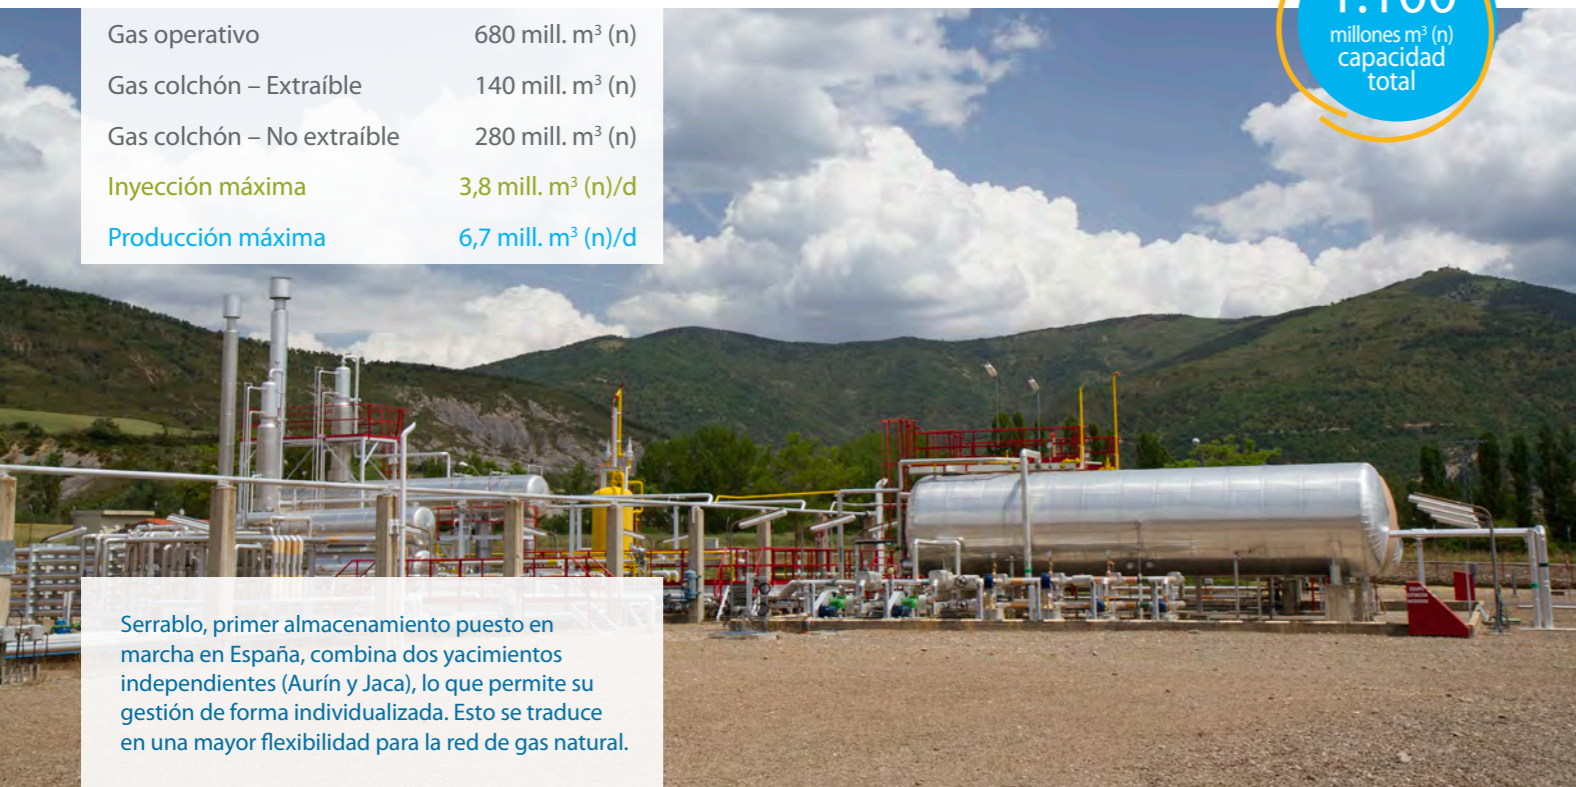 Gas operativo 680 mill. m³ (n)
Gas colchón – Extraíble 140 mill. m³ (n)
Gas colchón – No extraíble 280 mill. m³ (n)
Inyección máxima 3,8 mill. m³ (n)/d
Producción máxima 6,7 mill. m³ (n)/d
1.100
millones m³ (n)
capacidad
total
Serrablo, primer almacenamiento puesto en
marcha en España, combina dos yacimientos
independientes (Aurín y Jaca), lo que permite su
gestión de forma individualizada. Esto se traduce
en una mayor flexibilidad para la red de gas natural.